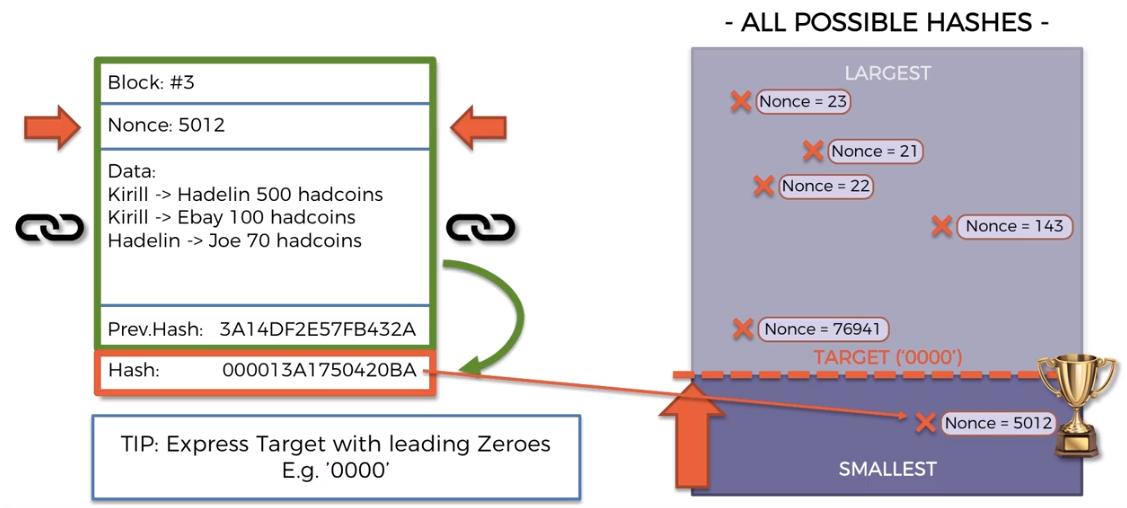 Block: #3
Nonce: 5012
Data:
Kirill -> Hadelin 500 hadcoins
Kirill -> Ebay 100 hadcoins
Hadelin -> Joe 70 hadcoins
Prev.Hash: 3A14DF2E57FB432A
Hash: 000013A1750420BA
TIP: Express Target with leading Zeroes
E.g. '0000'
- ALL POSSIBLE HASHES -
LARGEST
Nonce = 23
Nonce = 21
Nonce = 22
Nonce = 143
Nonce = 76941
TARGET ('0000')
Nonce = 5012
SMALLEST